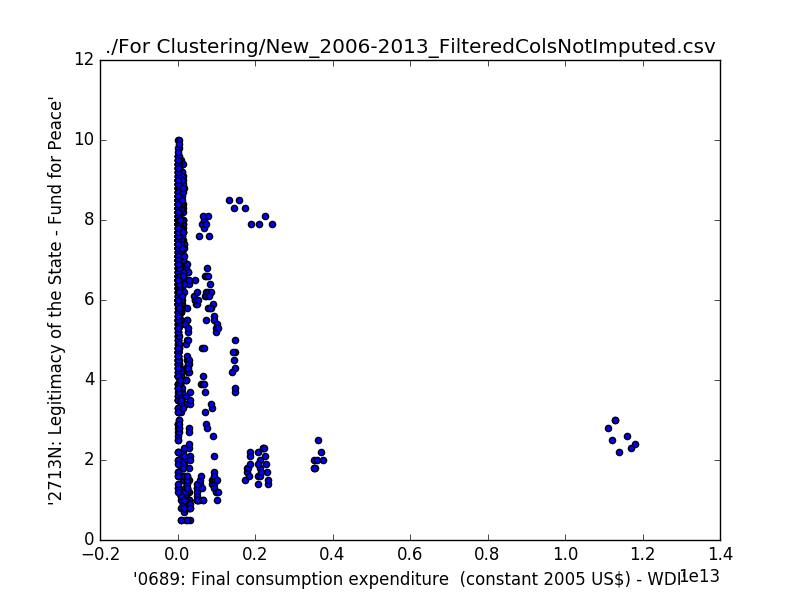 ./For Clustering/New_2006-2013_FilteredColsNotImputed.csv
12
10
8
6
4
2
0
'2713N: Legitimacy of the State - Fund for Peace'
−0.2 0.0 0.2 0.4 0.6 0.8 1.0 1.2 1.4
'0689: Final consumption expenditure (constant 2005 US$) - WDI'
1e13